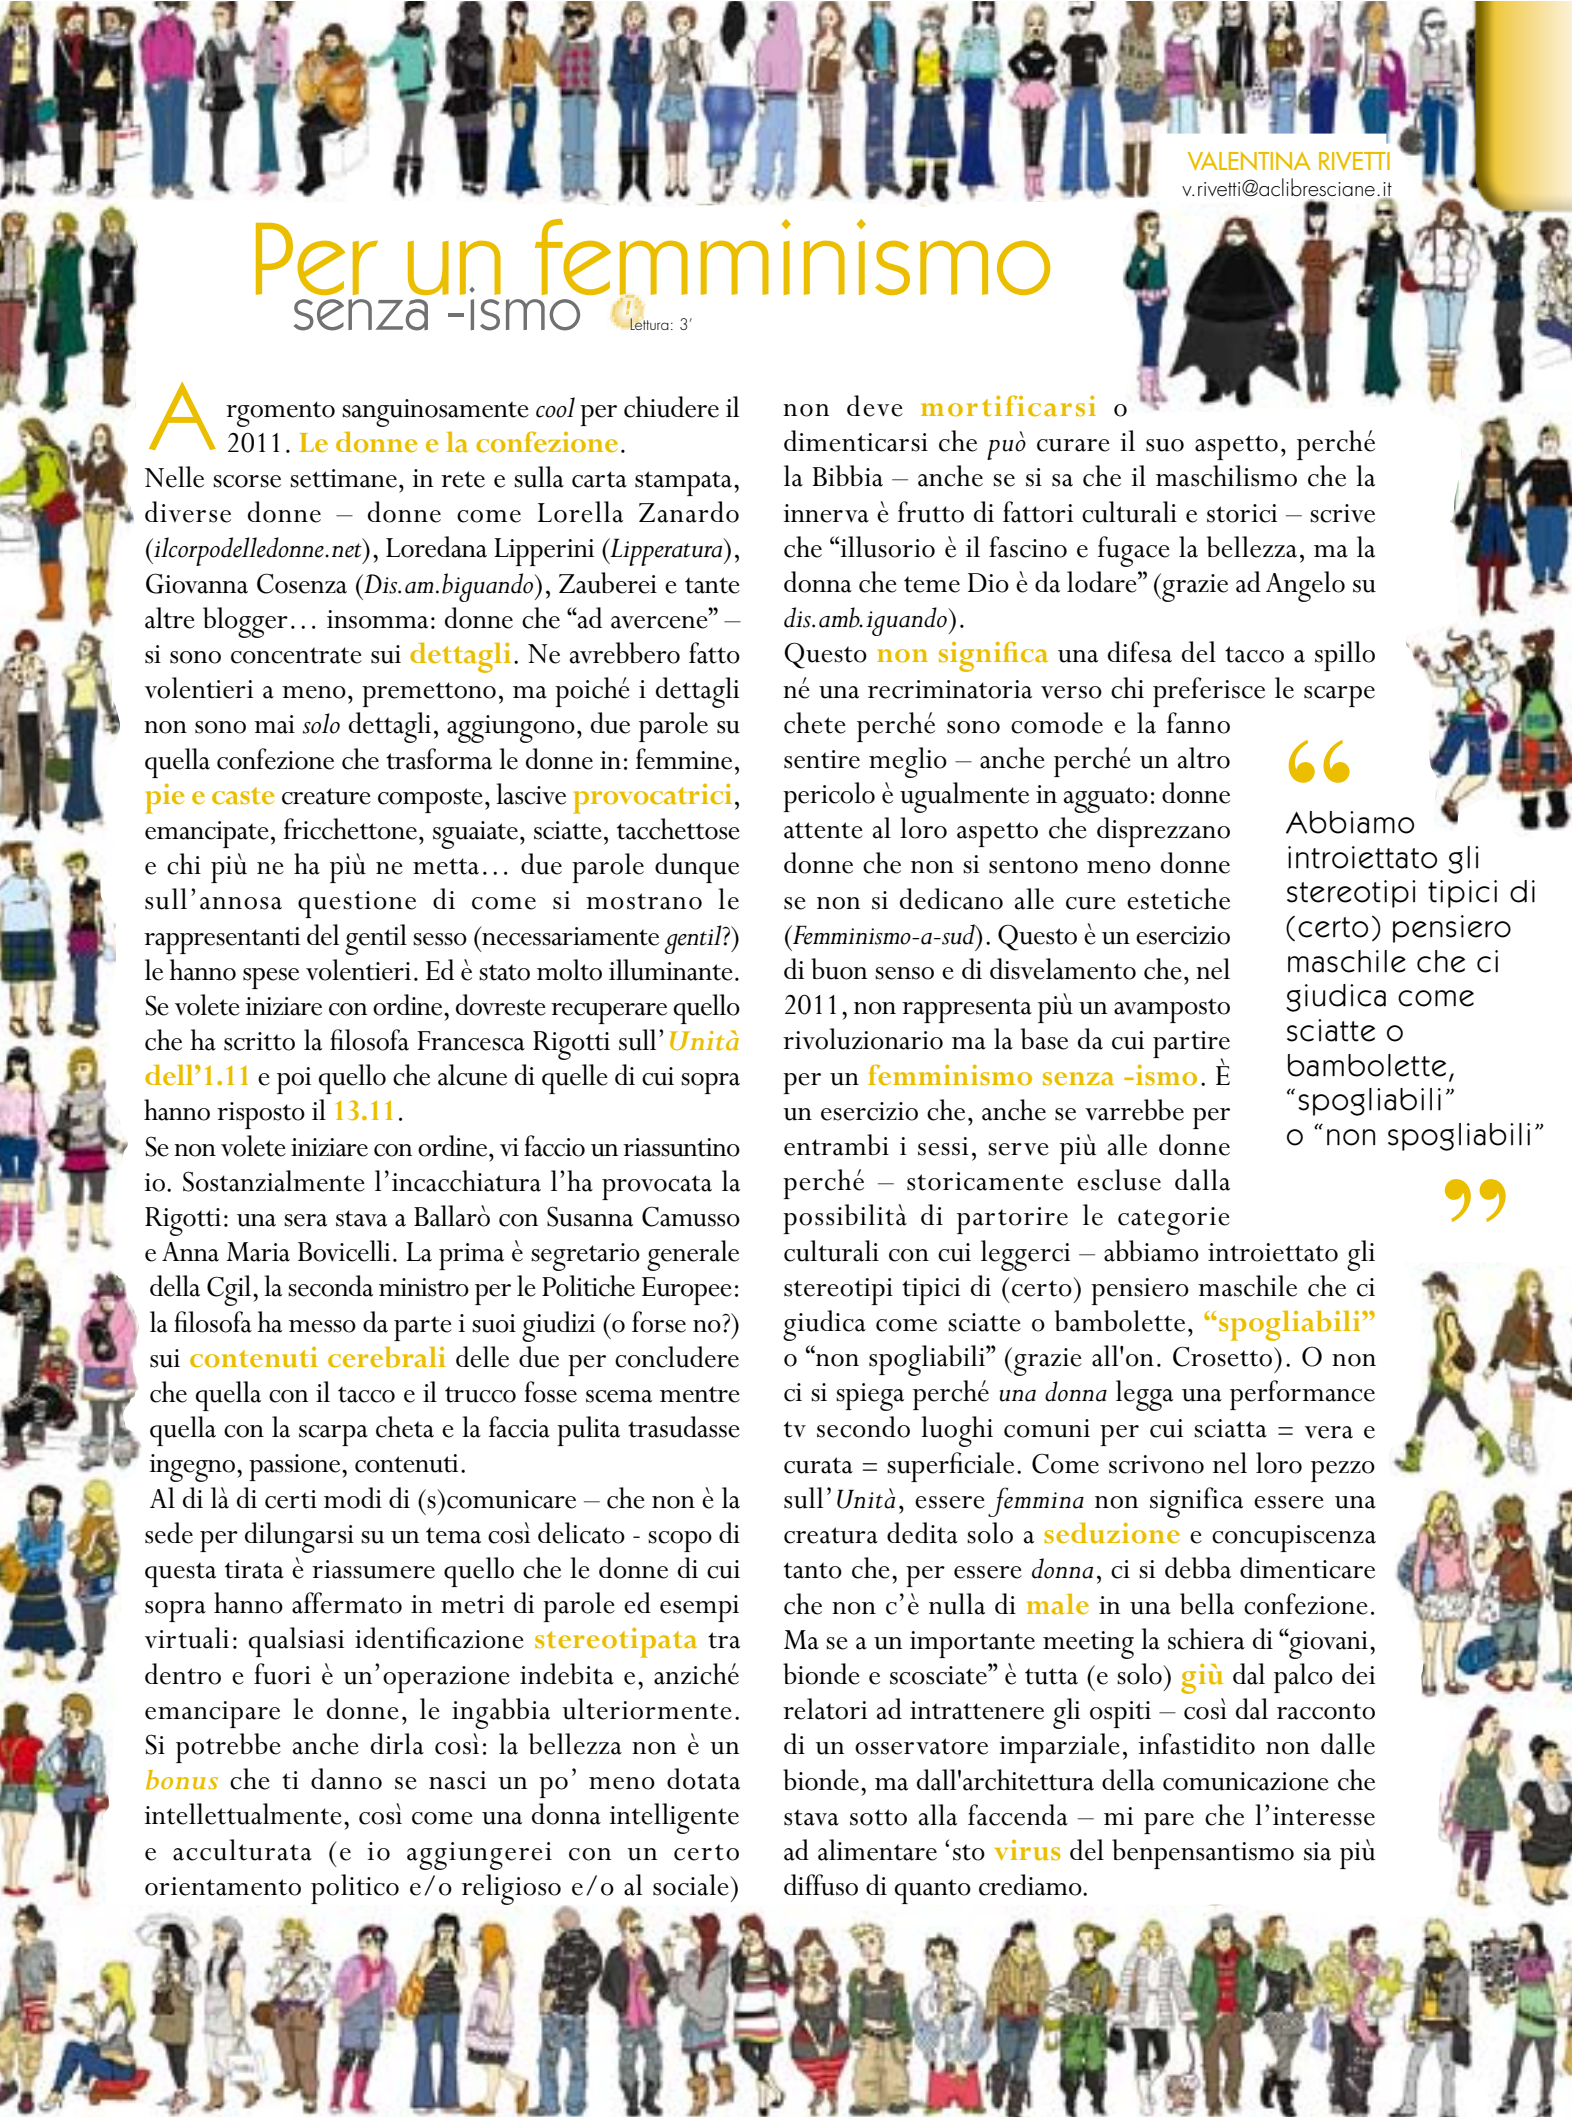 VALENTINA RIVETTI
v.rivetti@aclibresciane.it
Per un femminismo
senza -ismo
Lettura: 3'
Argomento sanguinosamente cool per chiudere il
2011. Le donne e la confezione.
Nelle scorse settimane, in rete e sulla carta stampata,
diverse donne – donne come Lorella Zanardo
(ilcorpodelledonne.net), Loredana Lipperini (Lipperatura),
Giovanna Cosenza (Dis.am.biguando), Zauberei e tante
altre blogger… insomma: donne che “ad avercene” –
si sono concentrate sui dettagli. Ne avrebbero fatto
volentieri a meno, premettono, ma poiché i dettagli
non sono mai solo dettagli, aggiungono, due parole su
quella confezione che trasforma le donne in: femmine,
pie e caste creature composte, lascive provocatrici,
emancipate, fricchettone, sguaiate, sciatte, tacchettose
e chi più ne ha più ne metta… due parole dunque
sull’annosa questione di come si mostrano le
rappresentanti del gentil sesso (necessariamente gentil?)
le hanno spese volentieri. Ed è stato molto illuminante.
Se volete iniziare con ordine, dovreste recuperare quello
che ha scritto la filosofa Francesca Rigotti sull’Unità
dell’1.11 e poi quello che alcune di quelle di cui sopra
hanno risposto il 13.11.
Se non volete iniziare con ordine, vi faccio un riassuntino
io. Sostanzialmente l’incacchiatura l’ha provocata la
Rigotti: una sera stava a Ballarò con Susanna Camusso
e Anna Maria Bovicelli. La prima è segretario generale
della Cgil, la seconda ministro per le Politiche Europee:
la filosofa ha messo da parte i suoi giudizi (o forse no?)
sui contenuti cerebrali delle due per concludere
che quella con il tacco e il trucco fosse scema mentre
quella con la scarpa cheta e la faccia pulita trasudasse
ingegno, passione, contenuti.
Al di là di certi modi di (s)comunicare – che non è la
sede per dilungarsi su un tema così delicato - scopo di
questa tirata è riassumere quello che le donne di cui
sopra hanno affermato in metri di parole ed esempi
virtuali: qualsiasi identificazione stereotipata tra
dentro e fuori è un’operazione indebita e, anziché
emancipare le donne, le ingabbia ulteriormente.
Si potrebbe anche dirla così: la bellezza non è un
bonus che ti danno se nasci un po’ meno dotata
intellettualmente, così come una donna intelligente
e acculturata (e io aggiungerei con un certo
orientamento politico e/o religioso e/o al sociale)
non deve mortificarsi o
dimenticarsi che può curare il suo aspetto, perché
la Bibbia – anche se si sa che il maschilismo che la
innerva è frutto di fattori culturali e storici – scrive
che “illusorio è il fascino e fugace la bellezza, ma la
donna che teme Dio è da lodare” (grazie ad Angelo su
dis.amb.iguando).
Questo non significa una difesa del tacco a spillo
né una recriminatoria verso chi preferisce le scarpe
chete perché sono comode e la fanno
sentire meglio – anche perché un altro
pericolo è ugualmente in agguato: donne
attente al loro aspetto che disprezzano
donne che non si sentono meno donne
se non si dedicano alle cure estetiche
(Femminismo-a-sud). Questo è un esercizio
di buon senso e di disvelamento che, nel
2011, non rappresenta più un avamposto
rivoluzionario ma la base da cui partire
per un femminismo senza -ismo. È
un esercizio che, anche se varrebbe per
entrambi i sessi, serve più alle donne
perché – storicamente escluse dalla
possibilità di partorire le categorie
culturali con cui leggerci – abbiamo introiettato gli
stereotipi tipici di (certo) pensiero maschile che ci
giudica come sciatte o bambolette, “spogliabili”
o “non spogliabili” (grazie all'on. Crosetto). O non
ci si spiega perché una donna legga una performance
tv secondo luoghi comuni per cui sciatta = vera e
curata = superficiale. Come scrivono nel loro pezzo
sull’Unità, essere femmina non significa essere una
creatura dedita solo a seduzione e concupiscenza
tanto che, per essere donna, ci si debba dimenticare
che non c’è nulla di male in una bella confezione.
Ma se a un importante meeting la schiera di “giovani,
bionde e scosciate” è tutta (e solo) giù dal palco dei
relatori ad intrattenere gli ospiti – così dal racconto
di un osservatore imparziale, infastidito non dalle
bionde, ma dall'architettura della comunicazione che
stava sotto alla faccenda – mi pare che l’interesse
ad alimentare ‘sto virus del benpensantismo sia più
diffuso di quanto crediamo.
“
Abbiamo
introiettato gli
stereotipi tipici di
(certo) pensiero
maschile che ci
giudica come
sciatte o
bambolette,
“spogliabili”
o “non spogliabili”
”